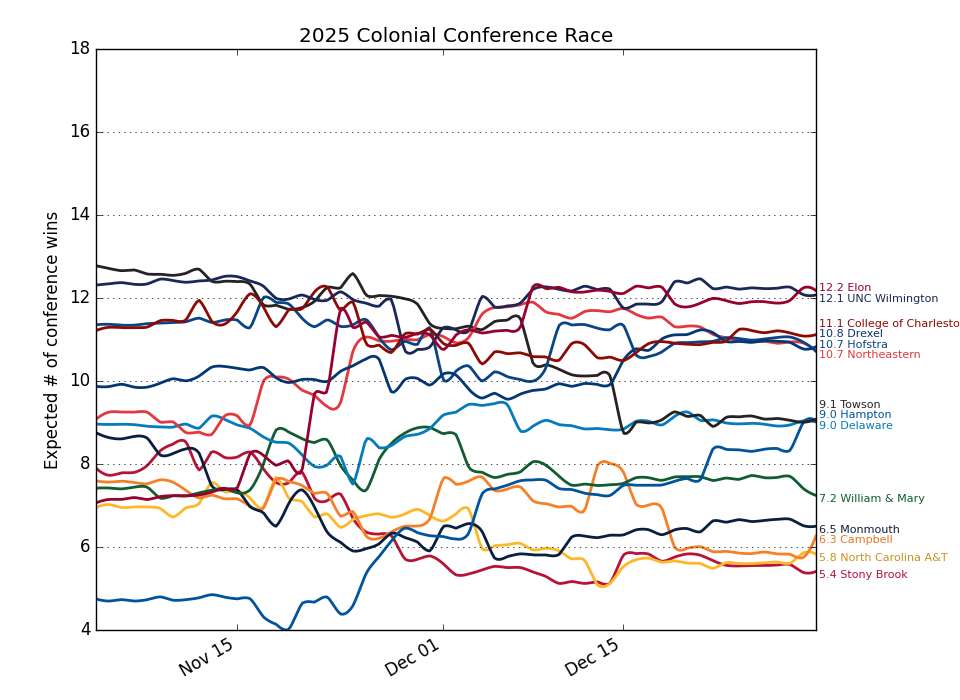 2025 Colonial Conference Race
Expected # of conference wins
18
16
14
12
10
8
6
4
Nov 15
Dec 01
Dec 15
12.2 Elon
12.1 UNC Wilmington
11.1 College of Charlesto
10.8 Drexel
10.7 Hofstra
10.7 Northeastern
9.1 Towson
9.0 Hampton
9.0 Delaware
7.2 William & Mary
6.5 Monmouth
6.3 Campbell
5.8 North Carolina A&T
5.4 Stony Brook